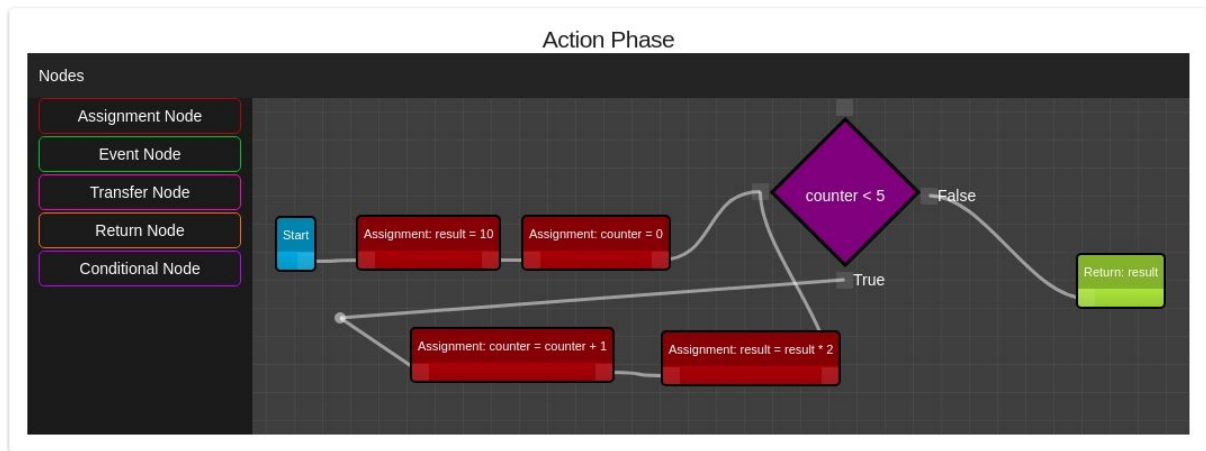 Action Phase
Nodes
Assignment Node
Event Node
Transfer Node
Return Node
Conditional Node
Start
Assignment: result = 10
Assignment: counter = 0
counter < 5
False
True
Return: result
Assignment: counter = counter + 1
Assignment: result = result * 2